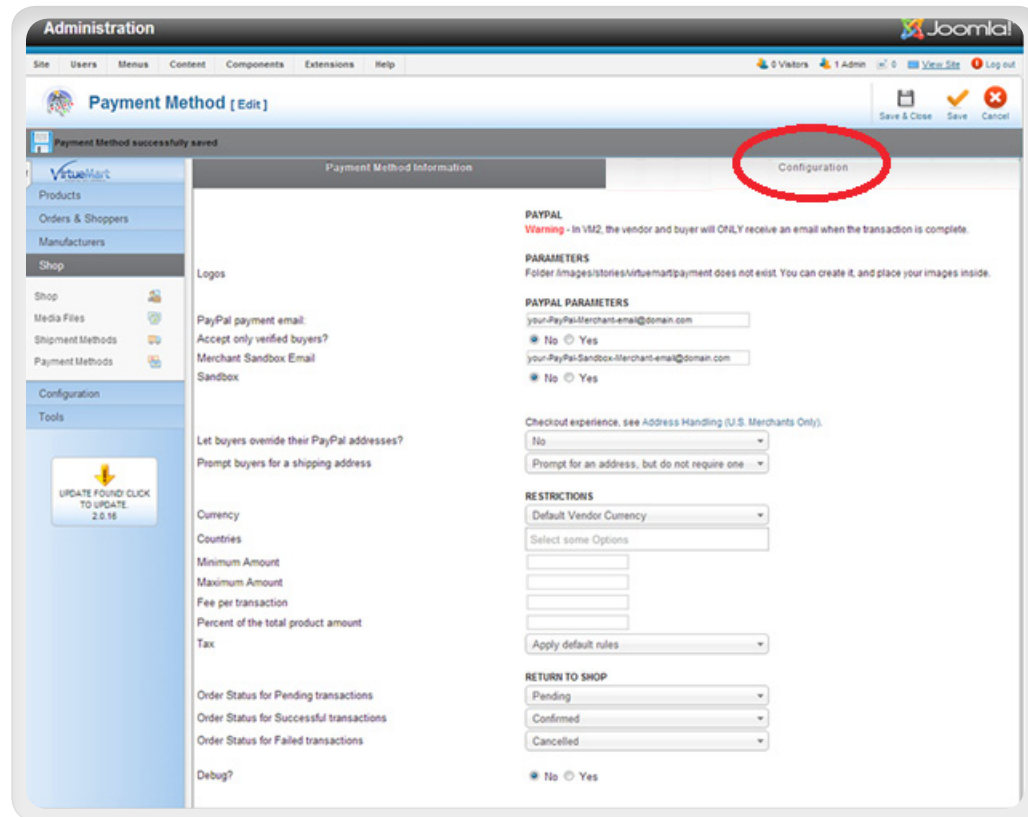 Administration
Joomla!
Site Users Menus Content Components Extensions Help 0 Visitors 1 Admin 0 View Site Log out
Payment Method [ Edit ]
Save & Close Save Cancel
Payment Method successfully saved
VirtueMart
Payment Method Information Configuration
Products
Orders & Shoppers
Manufacturers
Shop
Shop
Media Files
Shipment Methods
Payment Methods
Configuration
Tools
UPDATE FOUND! CLICK
TO UPDATE.
2.0.16
PAYPAL
Warning - In VM2, the vendor and buyer will ONLY receive an email when the transaction is complete.
PARAMETERS
Logos Folder /images/stories/virtuemart/payment does not exist. You can create it, and place your images inside.
PAYPAL PARAMETERS
PayPal payment email: your-PayPal-Merchant-email@domain.com
Accept only verified buyers? No Yes
Merchant Sandbox Email your-PayPal-Sandbox-Merchant-email@domain.com
Sandbox No Yes
Checkout experience, see Address Handling (U.S. Merchants Only).
Let buyers override their PayPal addresses? No
Prompt buyers for a shipping address Prompt for an address, but do not require one
RESTRICTIONS
Currency Default Vendor Currency
Countries Select some Options
Minimum Amount
Maximum Amount
Fee per transaction
Percent of the total product amount
Tax Apply default rules
RETURN TO SHOP
Order Status for Pending transactions Pending
Order Status for Successful transactions Confirmed
Order Status for Failed transactions Cancelled
Debug? No Yes